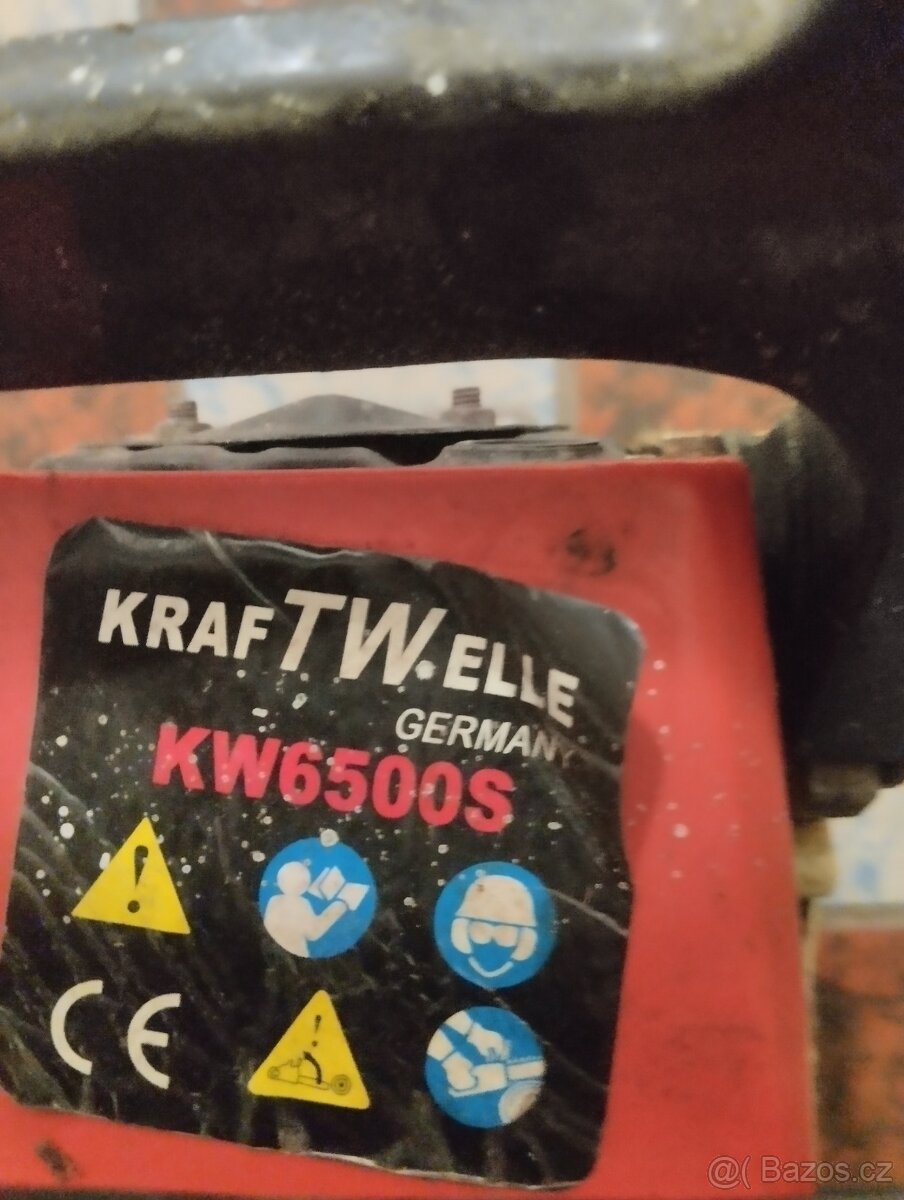 KRAFTWELLE
GERMANY
KW6500S
CE
@( Bazos.cz